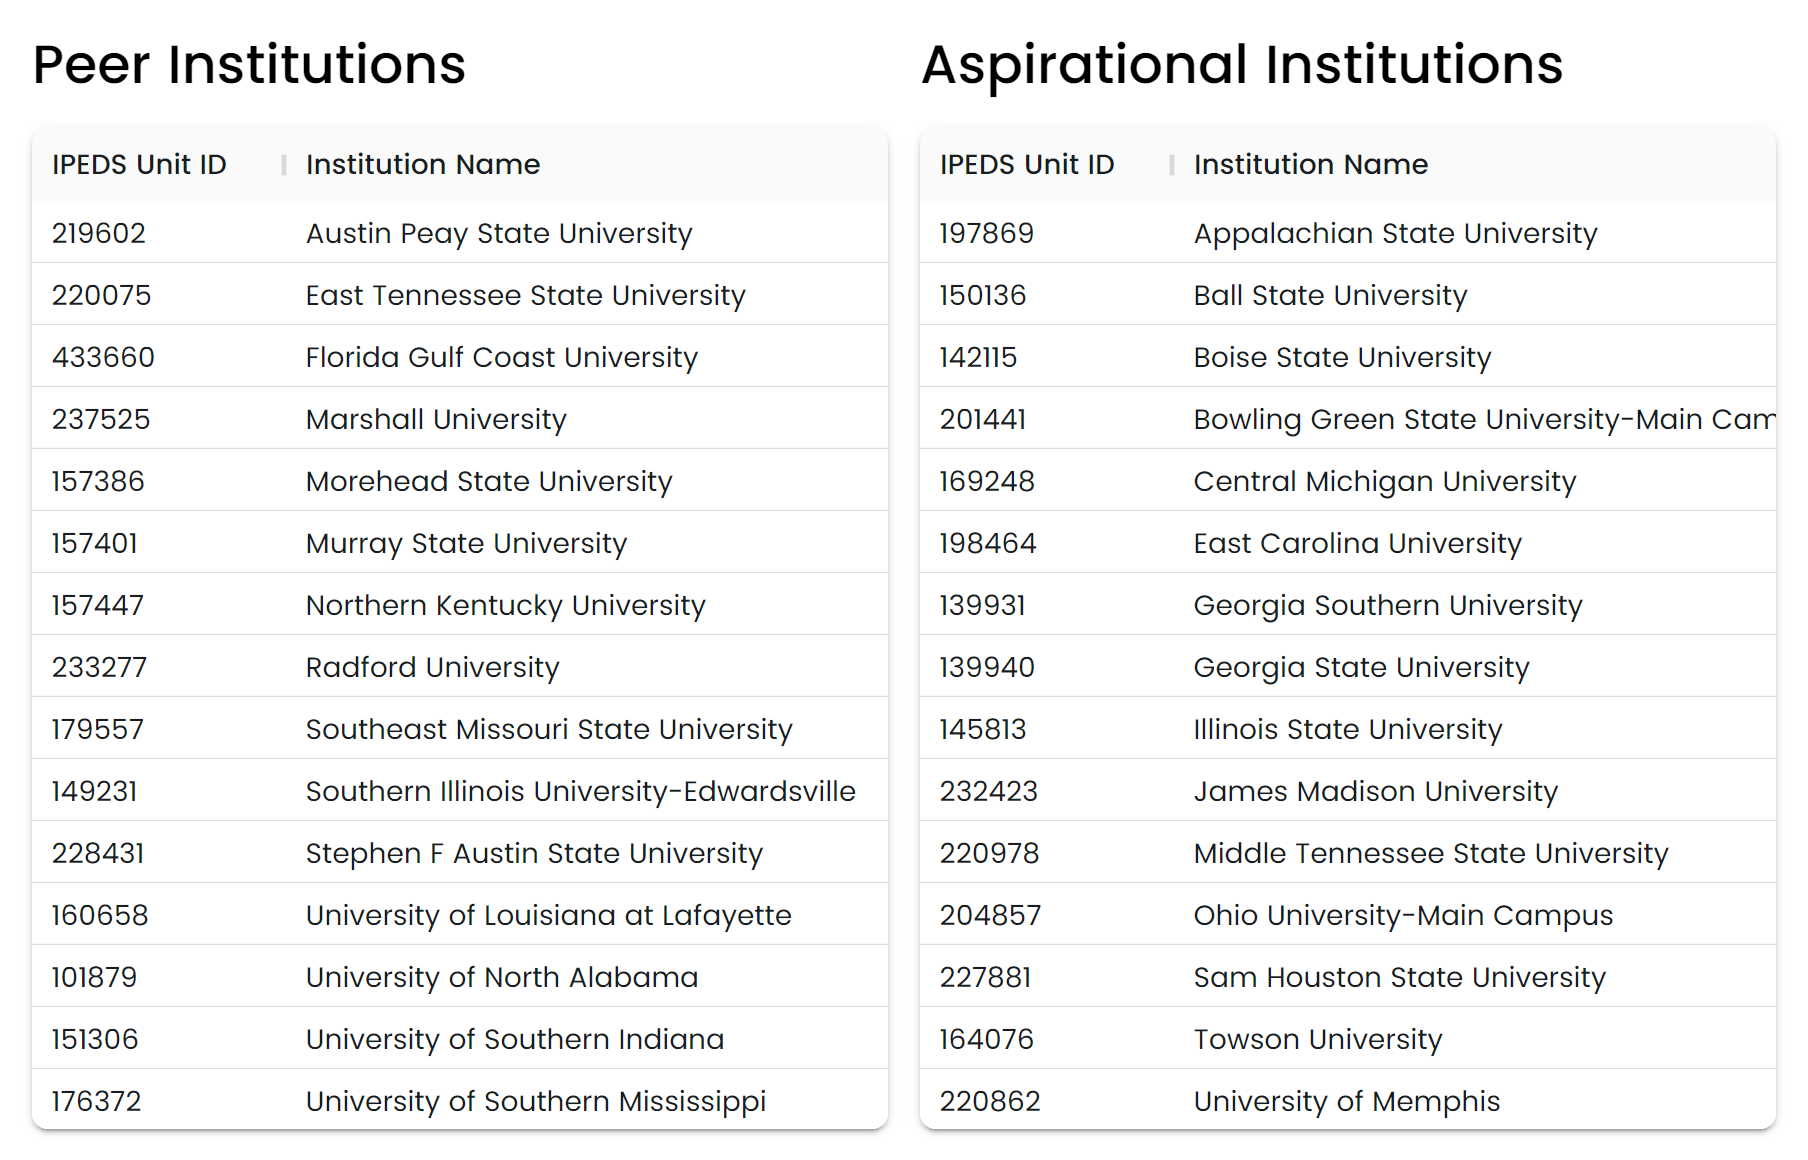 Peer Institutions
IPEDS Unit ID Institution Name
219602 Austin Peay State University
220075 East Tennessee State University
433660 Florida Gulf Coast University
237525 Marshall University
157386 Morehead State University
157401 Murray State University
157447 Northern Kentucky University
233277 Radford University
179557 Southeast Missouri State University
149231 Southern Illinois University-Edwardsville
228431 Stephen F Austin State University
160658 University of Louisiana at Lafayette
101879 University of North Alabama
151306 University of Southern Indiana
176372 University of Southern Mississippi
Aspirational Institutions
IPEDS Unit ID Institution Name
197869 Appalachian State University
150136 Ball State University
142115 Boise State University
201441 Bowling Green State University-Main Cam
169248 Central Michigan University
198464 East Carolina University
139931 Georgia Southern University
139940 Georgia State University
145813 Illinois State University
232423 James Madison University
220978 Middle Tennessee State University
204857 Ohio University-Main Campus
227881 Sam Houston State University
164076 Towson University
220862 University of Memphis